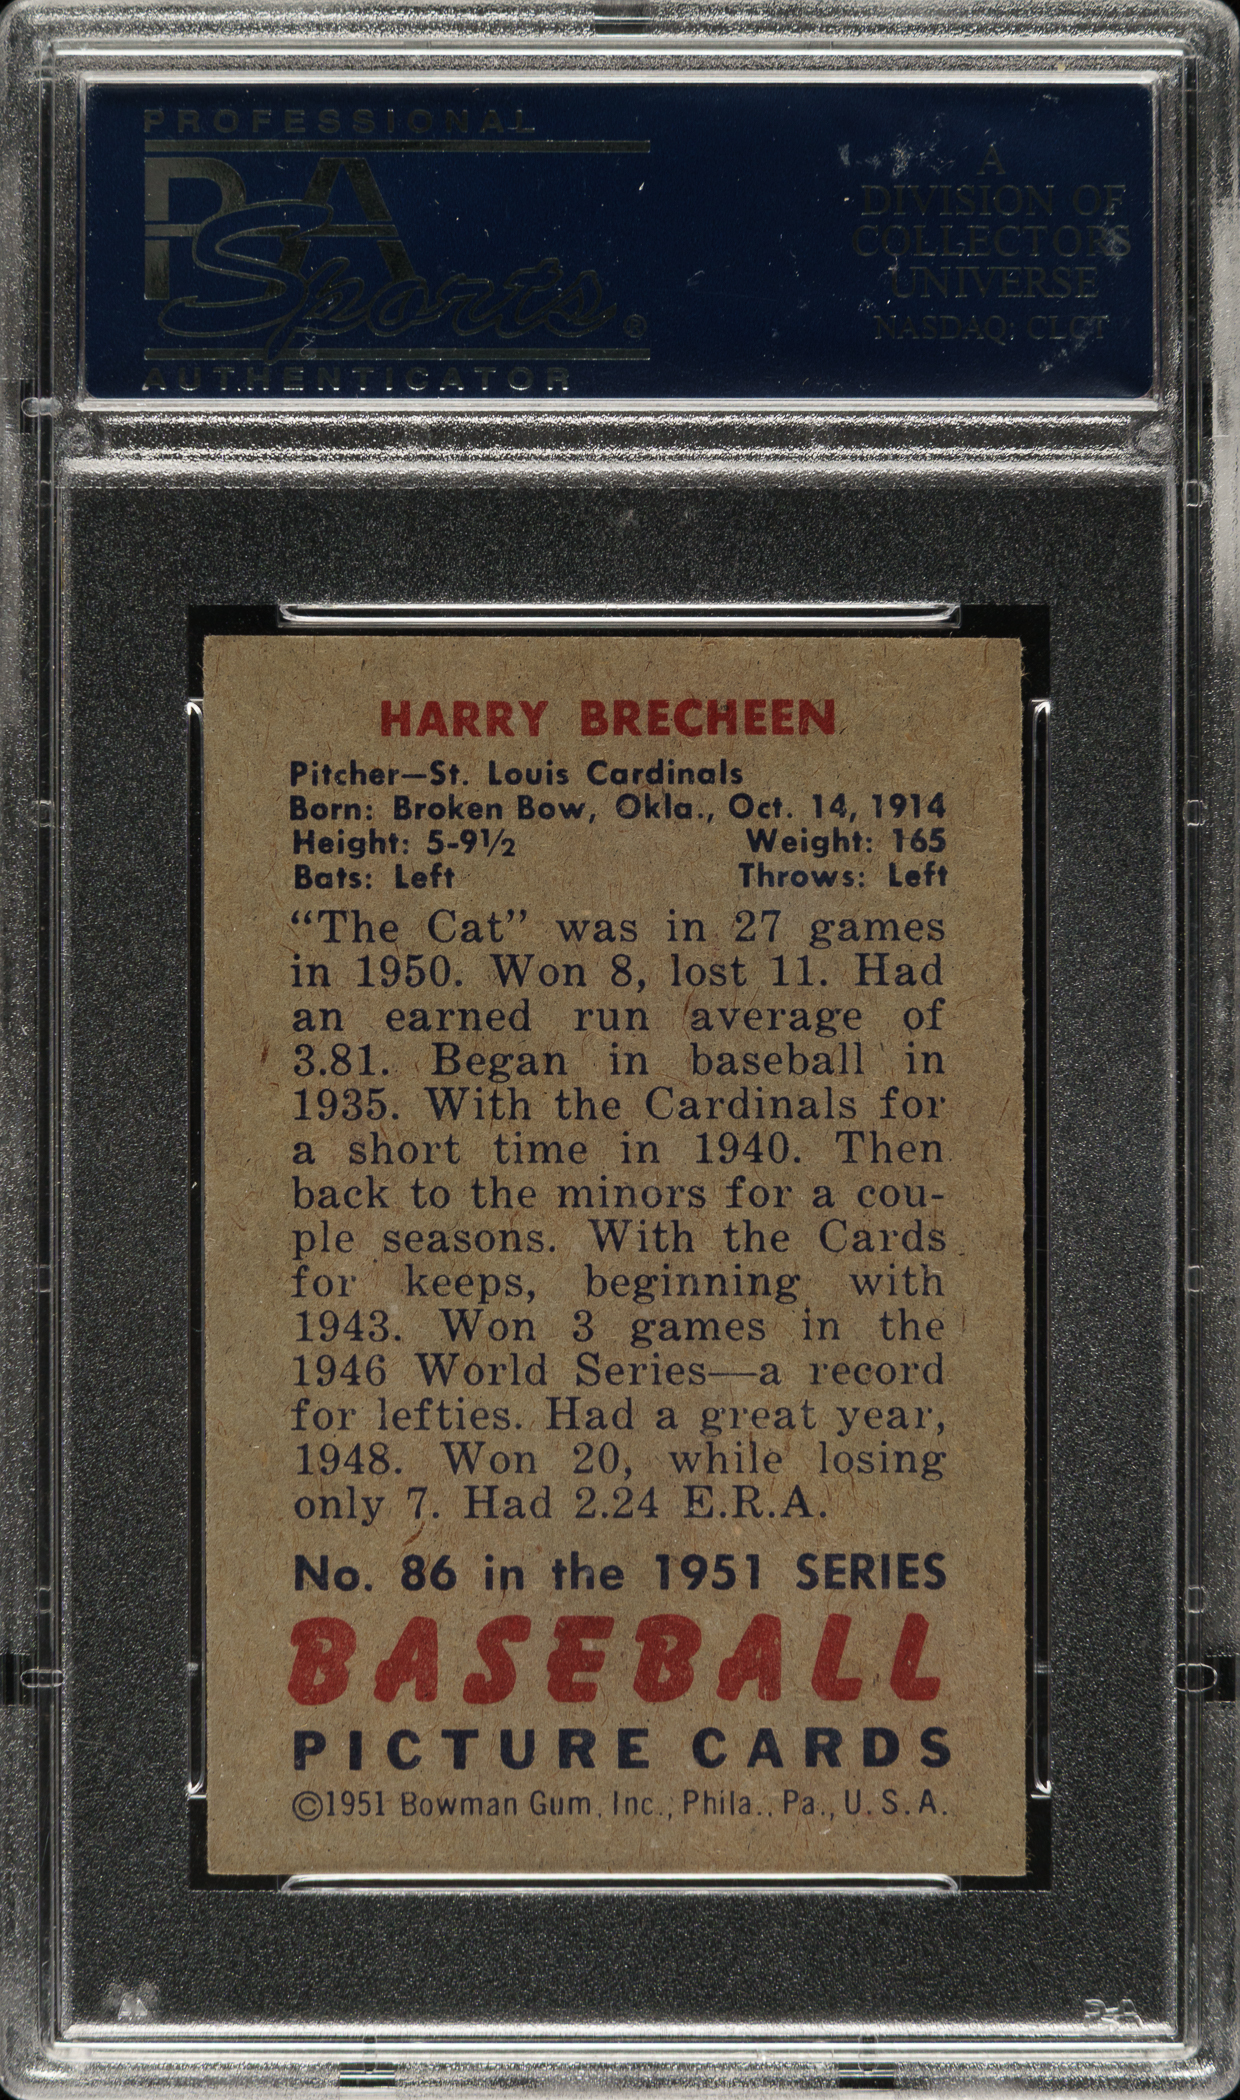 PROFESSIONAL
PSA
Sports®
AUTHENTICATOR
A
DIVISION OF
COLLECTORS
UNIVERSE
NASDAQ: CLCT
HARRY BRECHEEN
Pitcher—St. Louis Cardinals
Born: Broken Bow, Okla., Oct. 14, 1914
Height: 5-9½ Weight: 165
Bats: Left Throws: Left
“The Cat” was in 27 games
in 1950. Won 8, lost 11. Had
an earned run average of
3.81. Began in baseball in
1935. With the Cardinals for
a short time in 1940. Then
back to the minors for a cou-
ple seasons. With the Cards
for keeps, beginning with
1943. Won 3 games in the
1946 World Series—a record
for lefties. Had a great year,
1948. Won 20, while losing
only 7. Had 2.24 E.R.A.
No. 86 in the 1951 SERIES
BASEBALL
PICTURE CARDS
©1951 Bowman Gum, Inc., Phila., Pa., U. S. A.
PSA